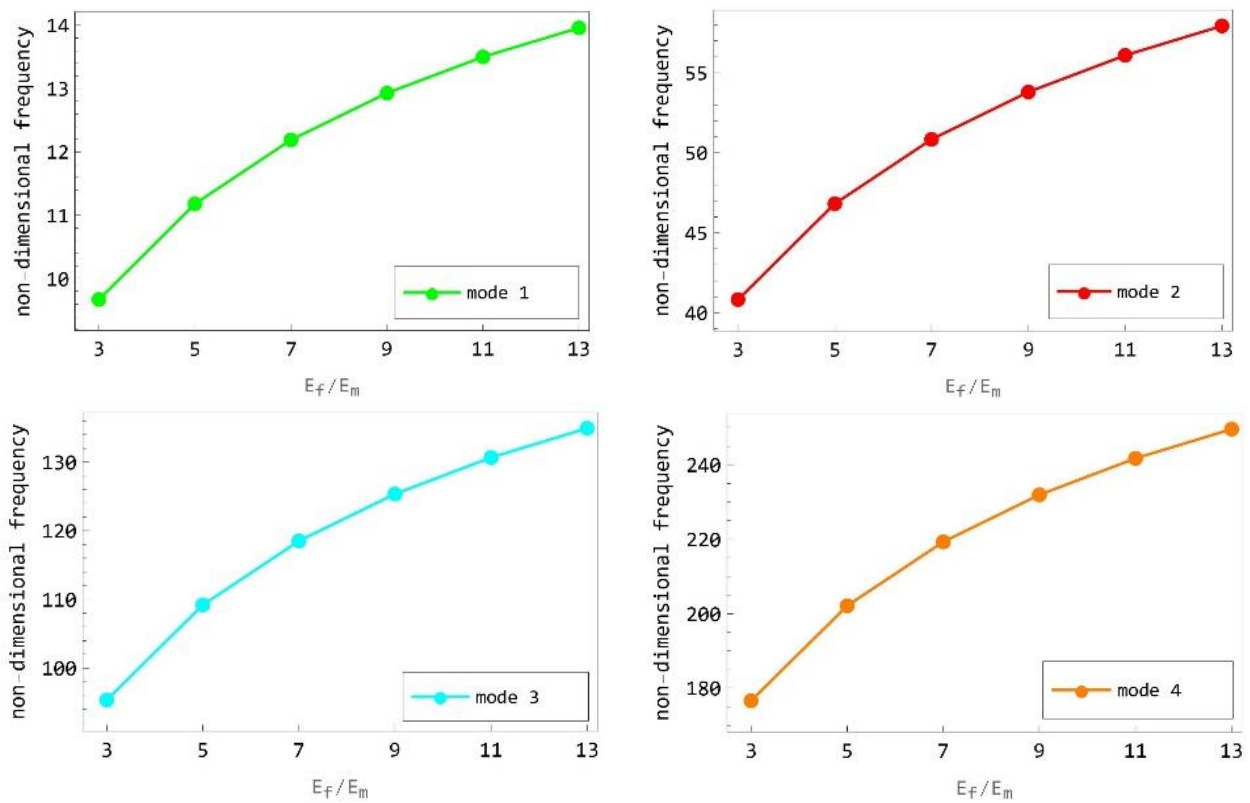 non-dimensional frequency
14
13
12
11
10
3 5 7 9 11 13
E_f/E_m
mode 1
non-dimensional frequency
55
50
45
40
3 5 7 9 11 13
E_f/E_m
mode 2
non-dimensional frequency
130
120
110
100
3 5 7 9 11 13
E_f/E_m
mode 3
non-dimensional frequency
240
220
200
180
3 5 7 9 11 13
E_f/E_m
mode 4